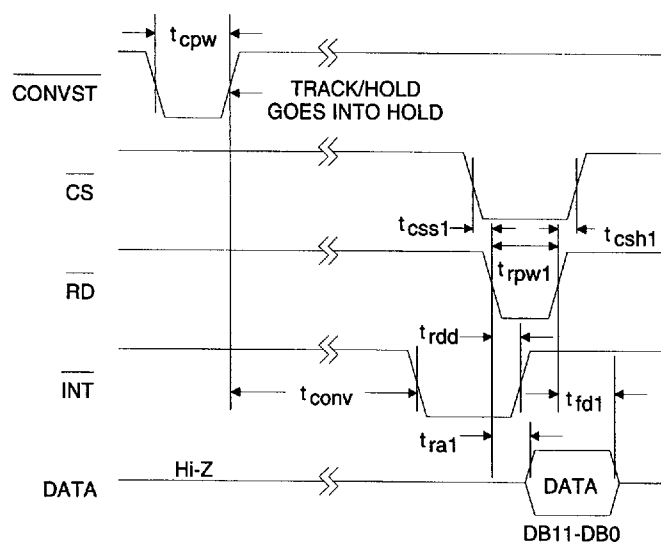 tcpw
CONVST
TRACK/HOLD
GOES INTO HOLD
CS
tcss1
tcsh1
RD
trpw1
trdd
INT
tconv
tfd1
tra1
Hi-Z
DATA
DATA
DB11-DB0